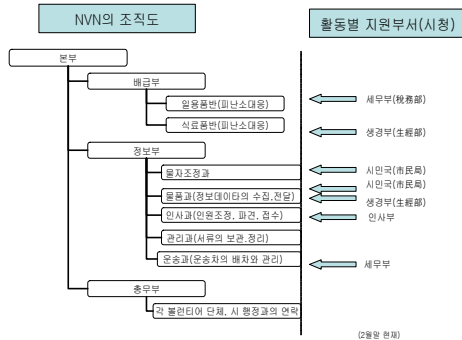 NVN의 조직도
활동별 지원부서(시청)
본부
배급부
일용품반(피난소대응)
세무부(稅務部)
식료품반(피난소대응)
생경부(生經部)
정보부
물자조정과
시민국(市民局)
시민국(市民局)
물품과(정보데이타의 수집,전달)
생경부(生經部)
인사과(인원조정, 파견, 접수)
인사부
관리과(서류의 보관,정리)
운송과(운송차의 배차와 관리)
세무부
총무부
각 볼런티어 단체, 시 행정과의 연락
(2월말 현재)